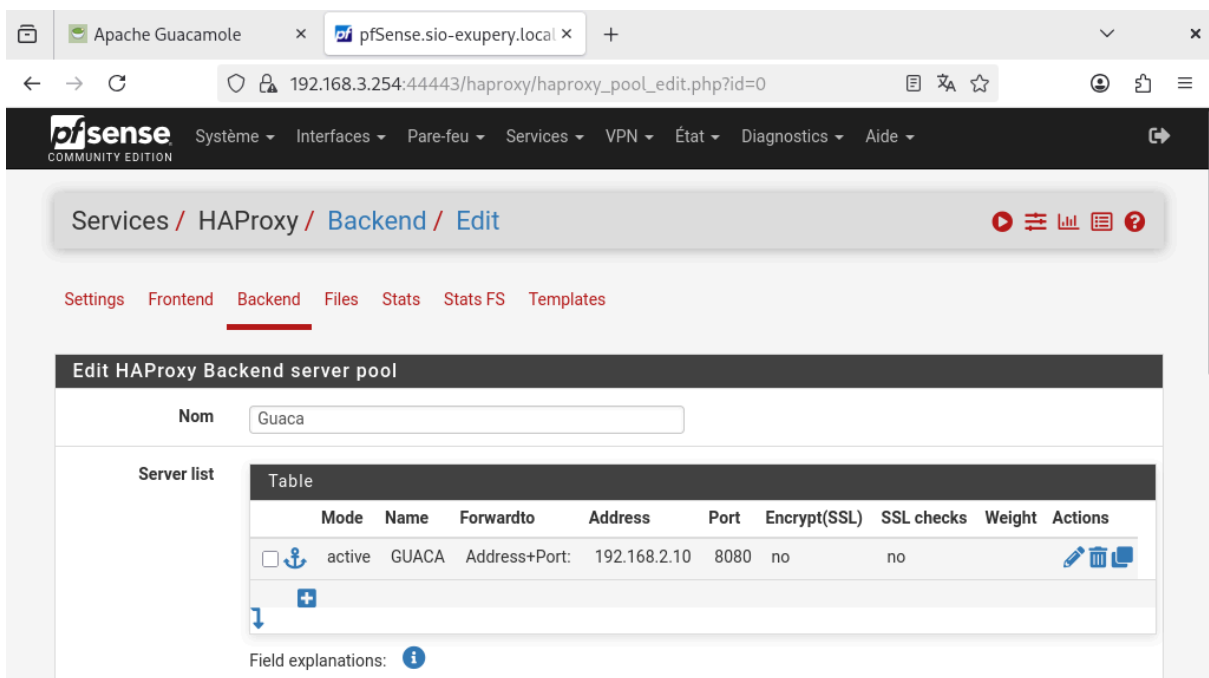 Apache Guacamole
pfSense.sio-exupery.local
192.168.3.254:44443/haproxy/haproxy_pool_edit.php?id=0
pfsense
COMMUNITY EDITION
Système Interfaces Pare-feu Services VPN État Diagnostics Aide
Services / HAProxy / Backend / Edit
Settings Frontend Backend Files Stats Stats FS Templates
Edit HAProxy Backend server pool
Nom Guaca
Server list
Table
Mode Name Forwardto Address Port Encrypt(SSL) SSL checks Weight Actions
active GUACA Address+Port: 192.168.2.10 8080 no no
Field explanations: